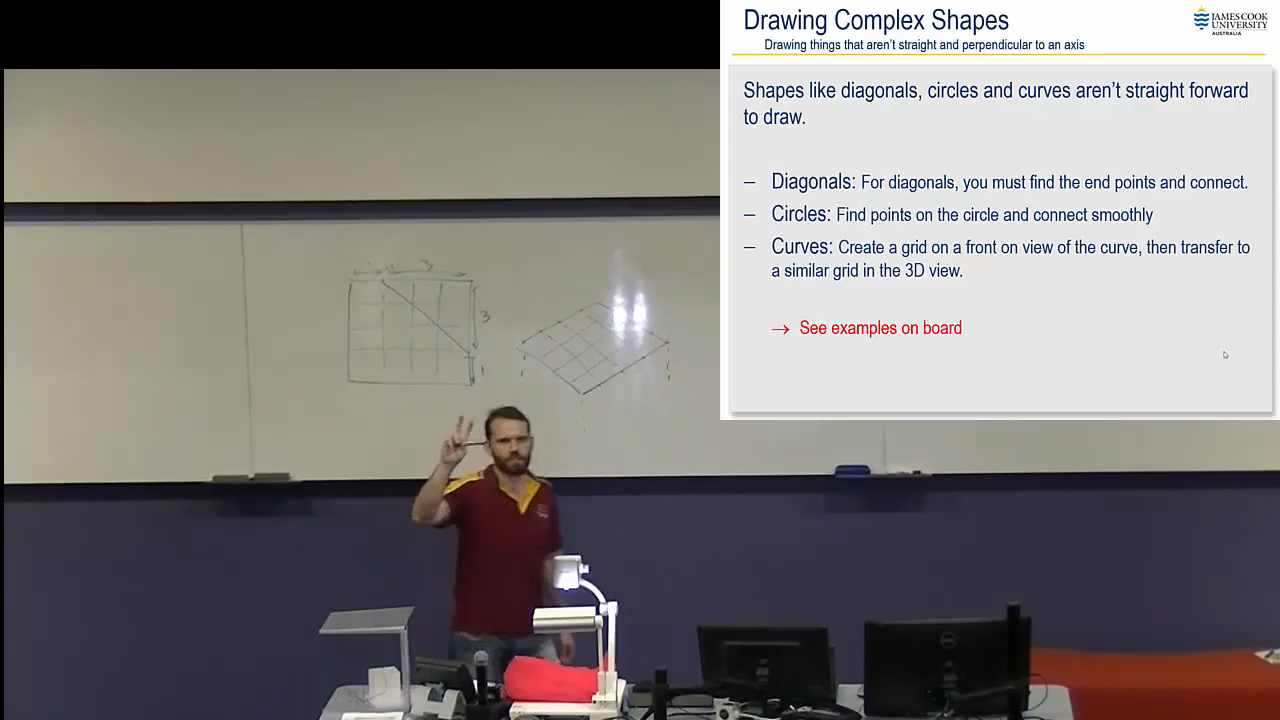 Drawing Complex Shapes
Drawing things that aren't straight and perpendicular to an axis
JAMES COOK
UNIVERSITY
AUSTRALIA
Shapes like diagonals, circles and curves aren't straight forward
to draw.
– Diagonals: For diagonals, you must find the end points and connect.
– Circles: Find points on the circle and connect smoothly
– Curves: Create a grid on a front on view of the curve, then transfer to
a similar grid in the 3D view.
→ See examples on board
3
3
1